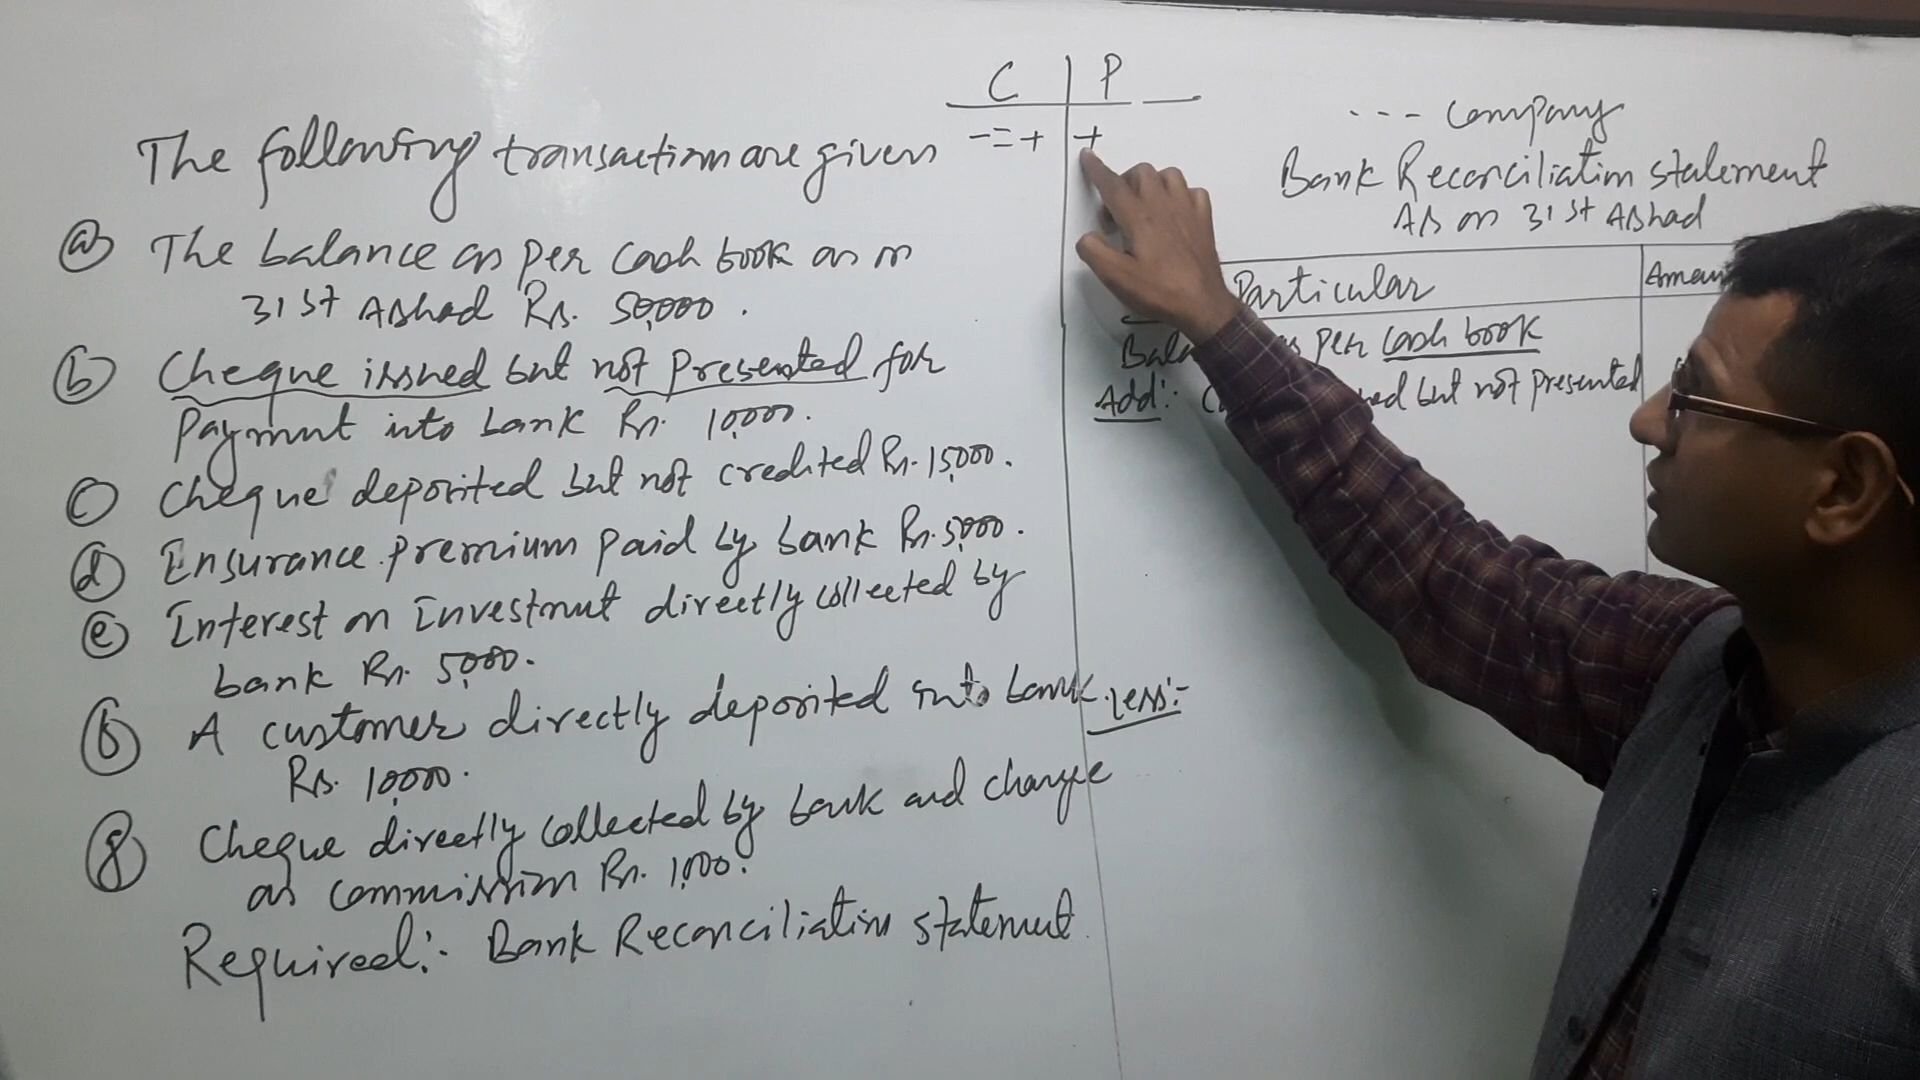 C | P
- = + | +
The following transaction are given
(a) The balance as per cash book as on
31st Ashad Rs. 50,000.
(b) Cheque issued but not presented for
payment into bank Rs. 10,000.
(c) Cheque deposited but not credited Rs. 15,000.
(d) Ensurance premium paid by bank Rs. 5,000.
(e) Interest on Investment directly collected by
bank Rs. 5,000.
(f) A customer directly deposited into bank
Rs. 10,000.
(g) Cheque directly collected by bank and charge
as commission Rs. 1,000.
Required:- Bank Reconciliation statement
--- Company
Bank Reconciliation statement
As on 31st Ashad
Particular
per cash book
Add:- but not presented
Less:-